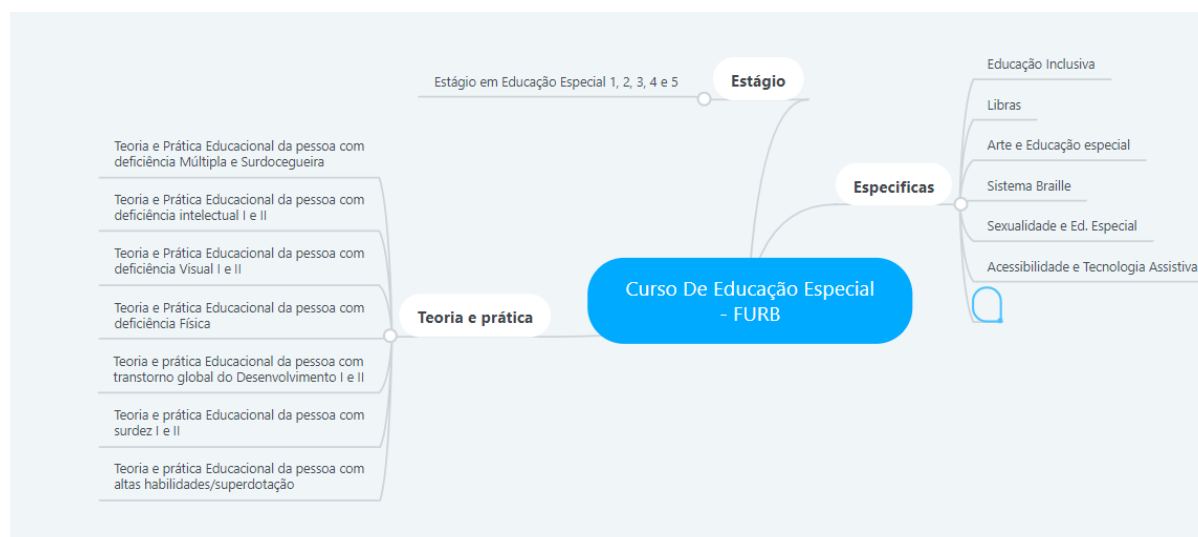 Curso De Educação Especial
- FURB
Estágio
Estágio em Educação Especial 1, 2, 3, 4 e 5
Especificas
Educação Inclusiva
Libras
Arte e Educação especial
Sistema Braille
Sexualidade e Ed. Especial
Acessibilidade e Tecnologia Assistiva
Teoria e prática
Teoria e Prática Educacional da pessoa com
deficiência Múltipla e Surdocegueira
Teoria e Prática Educacional da pessoa com
deficiência intelectual I e II
Teoria e Prática Educacional da pessoa com
deficiência Visual I e II
Teoria e Prática Educacional da pessoa com
deficiência Física
Teoria e prática Educacional da pessoa com
transtorno global do Desenvolvimento I e II
Teoria e prática Educacional da pessoa com
surdez I e II
Teoria e prática Educacional da pessoa com
altas habilidades/superdotação